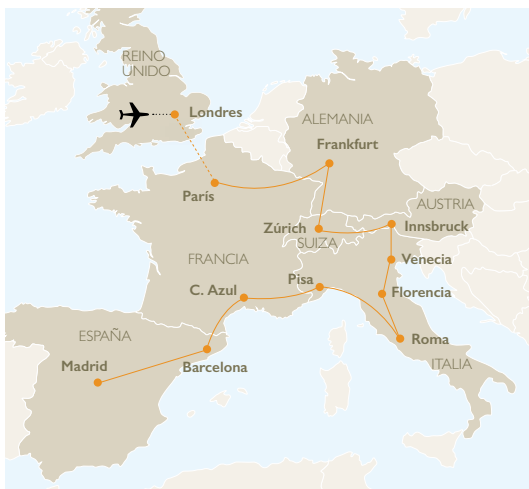 REINO
UNIDO
Londres
ALEMANIA
Frankfurt
París
AUSTRIA
Innsbruck
Zúrich
SUIZA
FRANCIA
Venecia
Pisa
C. Azul
Florencia
ESPAÑA
Roma
Madrid
Barcelona
ITALIA